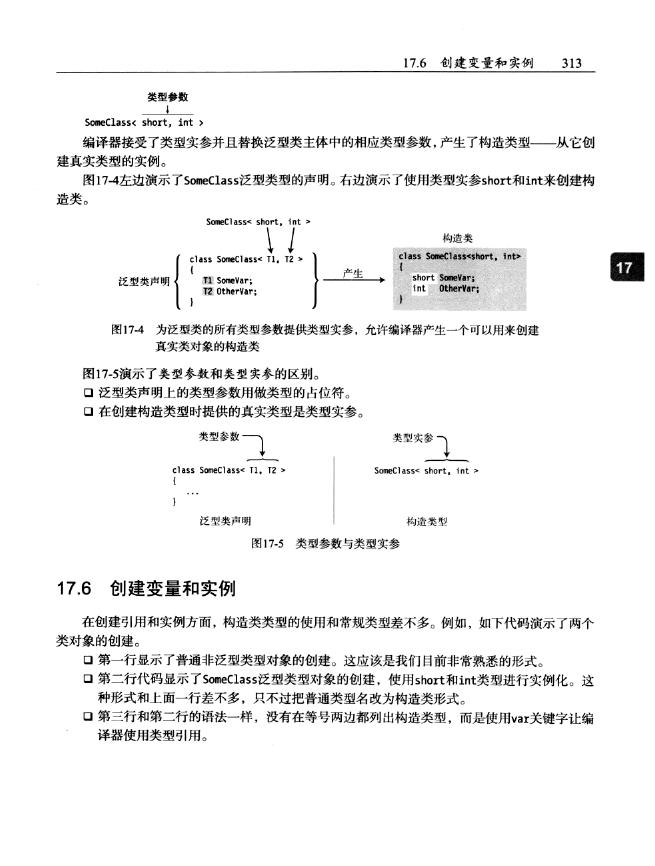 17.6 创建变量和实例 313
类型参数
SomeClass< short, int >
编译器接受了类型实参并且替换泛型类主体中的相应类型参数，产生了构造类型——从它创
建真实类型的实例。
图17-4左边演示了SomeClass泛型类型的声明。右边演示了使用类型实参short和int来创建构
造类。
SomeClass< short, int >
构造类
泛型类声明
class SomeClass< T1, T2 >
{
T1 SomeVar;
T2 OtherVar;
}
产生
class SomeClass<short, int>
{
short SomeVar;
int OtherVar;
}
17
图17-4 为泛型类的所有类型参数提供类型实参，允许编译器产生一个可以用来创建
真实类对象的构造类
图17-5演示了类型参数和类型实参的区别。
泛型类声明上的类型参数用做类型的占位符。
在创建构造类型时提供的真实类型是类型实参。
类型参数
class SomeClass< T1, T2 >
{
...
}
泛型类声明
类型实参
SomeClass< short, int >
构造类型
图17-5 类型参数与类型实参
17.6 创建变量和实例
在创建引用和实例方面，构造类类型的使用和常规类型差不多。例如，如下代码演示了两个
类对象的创建。
第一行显示了普通非泛型类型对象的创建。这应该是我们目前非常熟悉的形式。
第二行代码显示了SomeClass泛型类型对象的创建，使用short和int类型进行实例化。这
种形式和上面一行差不多，只不过把普通类型名改为构造类形式。
第三行和第二行的语法一样，没有在等号两边都列出构造类型，而是使用var关键字让编
译器使用类型引用。